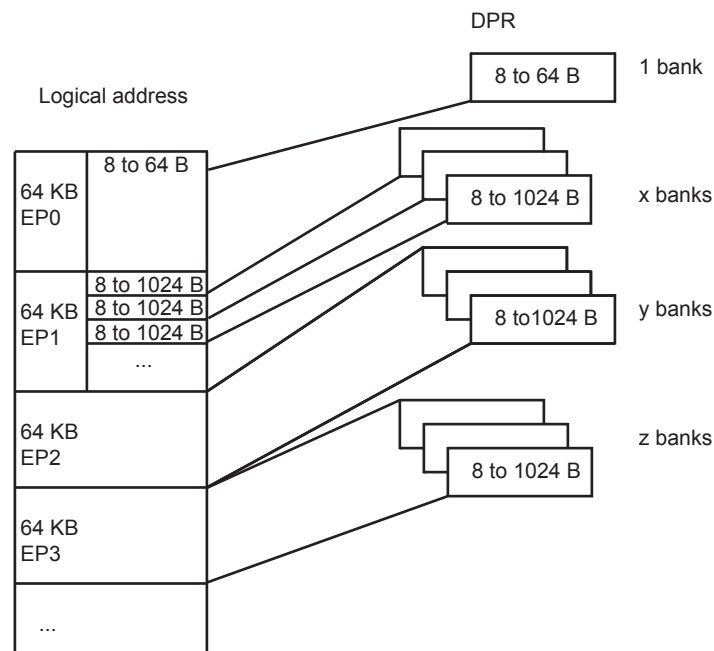 DPR
8 to 64 B
1 bank
Logical address
8 to 64 B
64 KB
EP0
8 to 1024 B
x banks
8 to 1024 B
8 to 1024 B
8 to 1024 B
...
64 KB
EP1
8 to1024 B
y banks
64 KB
EP2
8 to 1024 B
z banks
64 KB
EP3
...